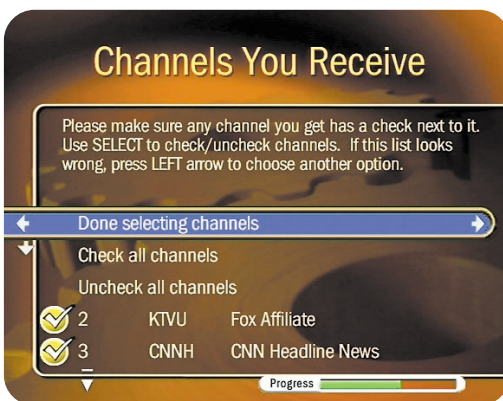 Channels You Receive
Please make sure any channel you get has a check next to it.
Use SELECT to check/uncheck channels. If this list looks
wrong, press LEFT arrow to choose another option.
Done selecting channels
Check all channels
Uncheck all channels
2 KTVU Fox Affiliate
3 CNNH CNN Headline News
Progress